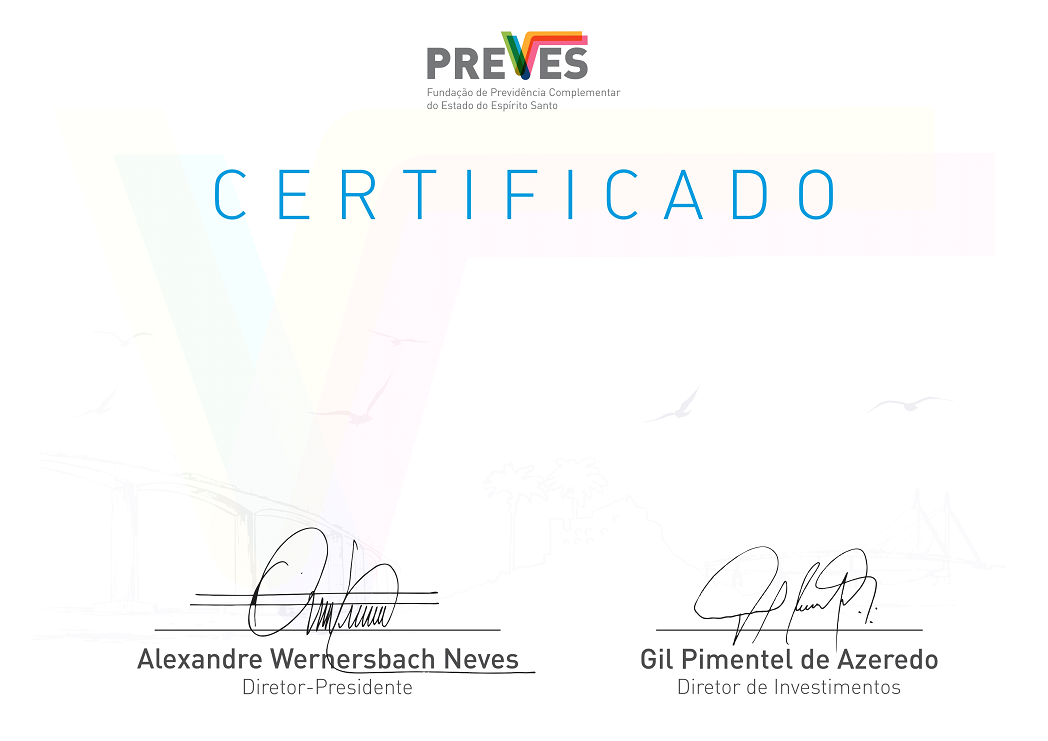 PREVES
Fundação de Previdência Complementar
do Estado do Espírito Santo
CERTIFICADO
Alexandre Wernersbach Neves
Diretor-Presidente
Gil Pimentel de Azeredo
Diretor de Investimentos